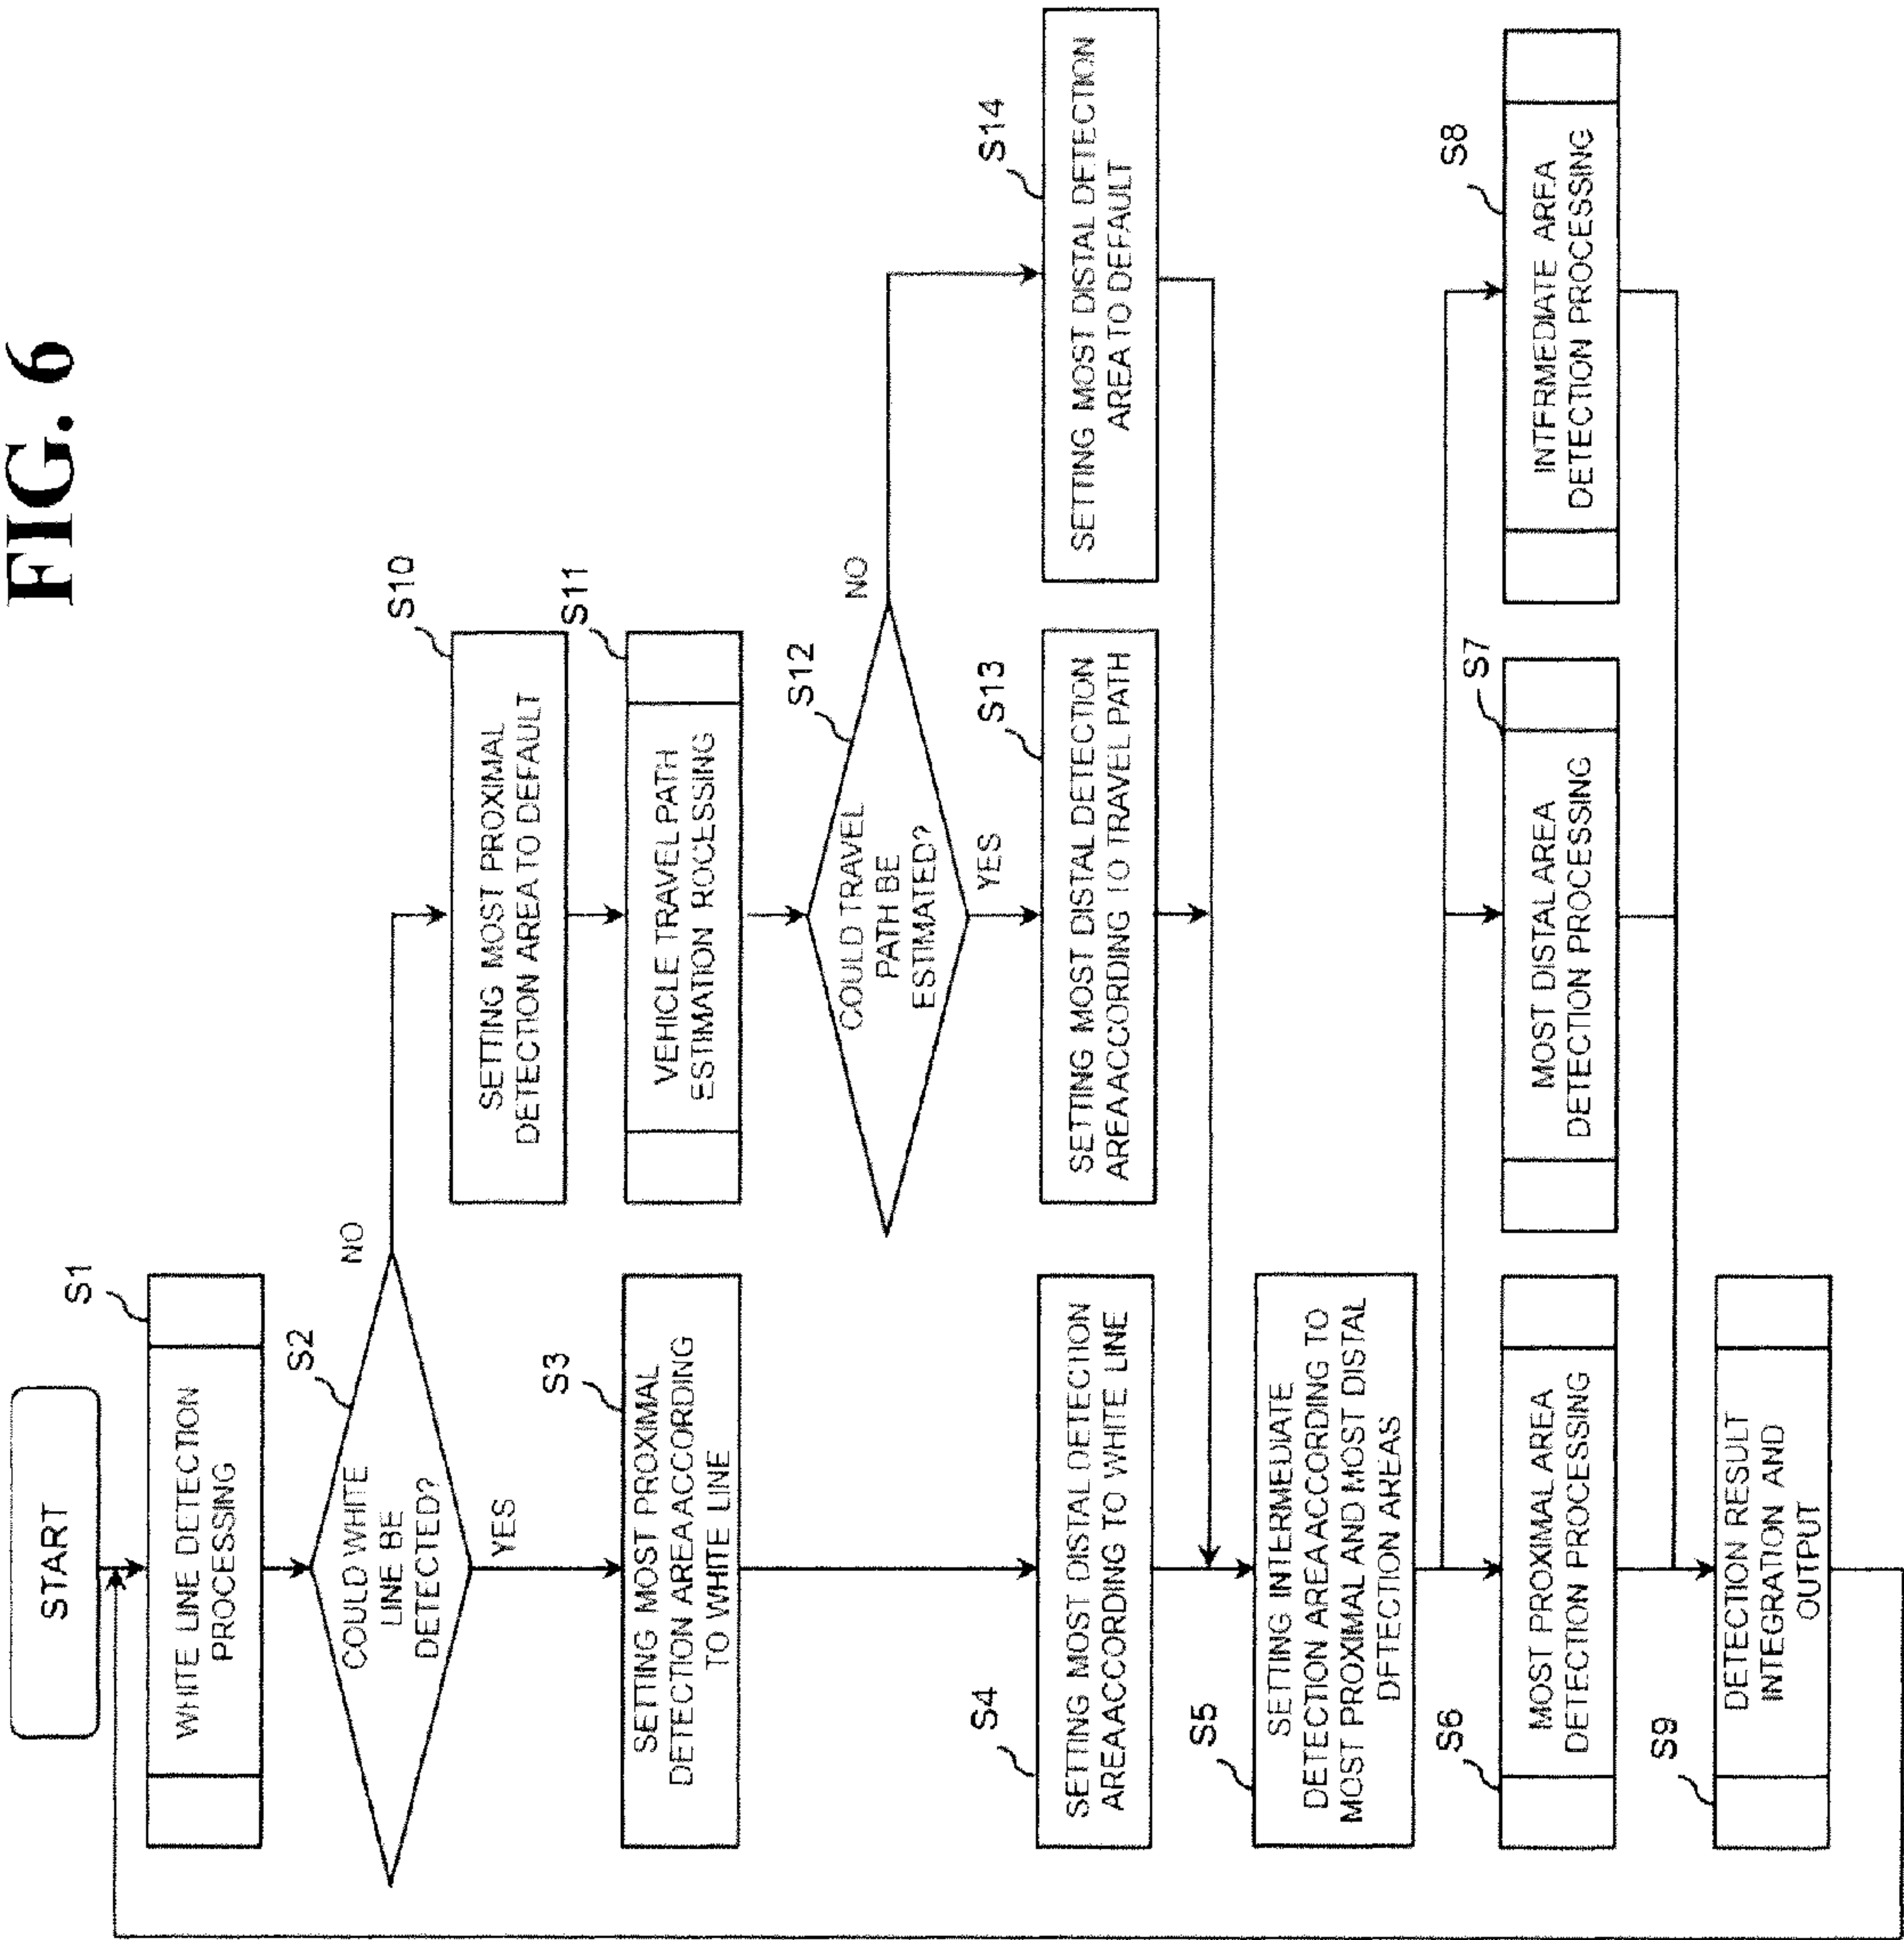 FIG. 6
START
S1
WHITE LINE DETECTION
PROCESSING
S2
COULD WHITE
LINE BE
DETECTED?
NO
YES
S3
SETTING MOST PROXIMAL
DETECTION AREA ACCORDING
TO WHITE LINE
S10
SETTING MOST PROXIMAL
DETECTION AREA TO DEFAULT
S11
VEHICLE TRAVEL PATH
ESTIMATION ROCESSING
S12
COULD TRAVEL
PATH BE
ESTIMATED?
NO
YES
S4
SETTING MOST DISTAL DETECTION
AREA ACCORDING TO WHITE LINE
S13
SETTING MOST DISTAL DETECTION
AREA ACCORDING TO TRAVEL PATH
S14
SETTING MOST DISTAL DETECTION
AREA TO DEFAULT
S5
SETTING INTERMEDIATE
DETECTION AREA ACCORDING TO
MOST PROXIMAL AND MOST DISTAL
DFTECTION AREAS
S6
MOST PROXIMAL AREA
DETECTION PROCESSING
S7
MOST DISTAL AREA
DETECTION PROCESSING
S8
INTFRMEDIATE AREA
DETECTION PROCESSING
S9
DETECTION RESULT
INTEGRATION AND
OUTPUT